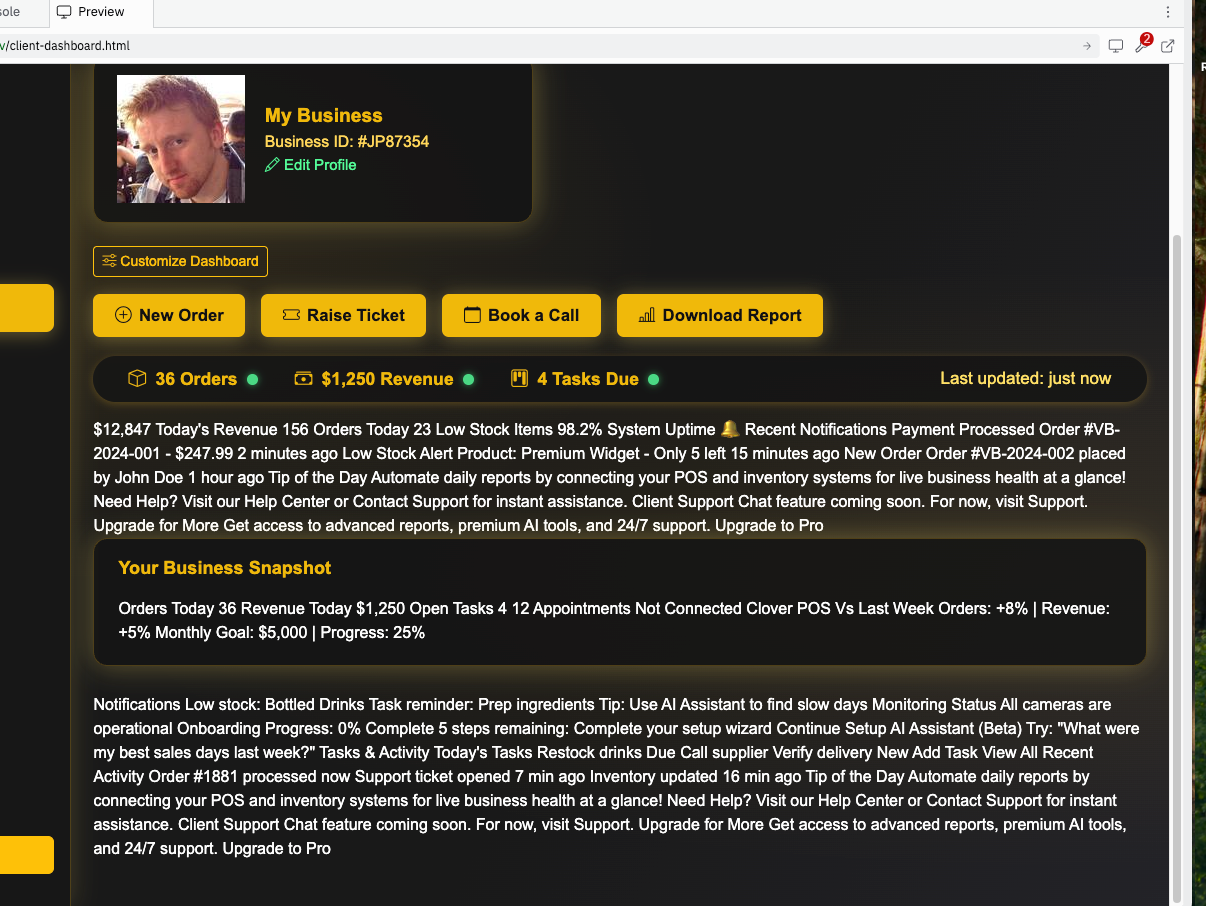 sole
Preview
v/client-dashboard.html
2
R
My Business
Business ID: #JP87354
Edit Profile
Customize Dashboard
New Order
Raise Ticket
Book a Call
Download Report
36 Orders
$1,250 Revenue
4 Tasks Due
Last updated: just now
$12,847 Today's Revenue 156 Orders Today 23 Low Stock Items 98.2% System Uptime 🔔 Recent Notifications Payment Processed Order #VB-
2024-001 - $247.99 2 minutes ago Low Stock Alert Product: Premium Widget - Only 5 left 15 minutes ago New Order Order #VB-2024-002 placed
by John Doe 1 hour ago Tip of the Day Automate daily reports by connecting your POS and inventory systems for live business health at a glance!
Need Help? Visit our Help Center or Contact Support for instant assistance. Client Support Chat feature coming soon. For now, visit Support.
Upgrade for More Get access to advanced reports, premium AI tools, and 24/7 support. Upgrade to Pro
Your Business Snapshot
Orders Today 36 Revenue Today $1,250 Open Tasks 4 12 Appointments Not Connected Clover POS Vs Last Week Orders: +8% | Revenue:
+5% Monthly Goal: $5,000 | Progress: 25%
Notifications Low stock: Bottled Drinks Task reminder: Prep ingredients Tip: Use AI Assistant to find slow days Monitoring Status All cameras are
operational Onboarding Progress: 0% Complete 5 steps remaining: Complete your setup wizard Continue Setup AI Assistant (Beta) Try: "What were
my best sales days last week?" Tasks & Activity Today's Tasks Restock drinks Due Call supplier Verify delivery New Add Task View All Recent
Activity Order #1881 processed now Support ticket opened 7 min ago Inventory updated 16 min ago Tip of the Day Automate daily reports by
connecting your POS and inventory systems for live business health at a glance! Need Help? Visit our Help Center or Contact Support for instant
assistance. Client Support Chat feature coming soon. For now, visit Support. Upgrade for More Get access to advanced reports, premium AI tools,
and 24/7 support. Upgrade to Pro